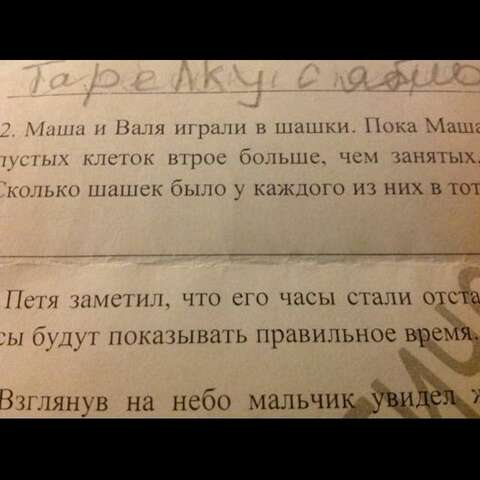 Тарелку с ябло
2. Маша и Валя играли в шашки. Пока Маша
пустых клеток втрое больше, чем занятых,
Сколько шашек было у каждого из них в тот
Петя заметил, что его часы стали отста
сы будут показывать правильное время.
Взглянув на небо мальчик увидел ж